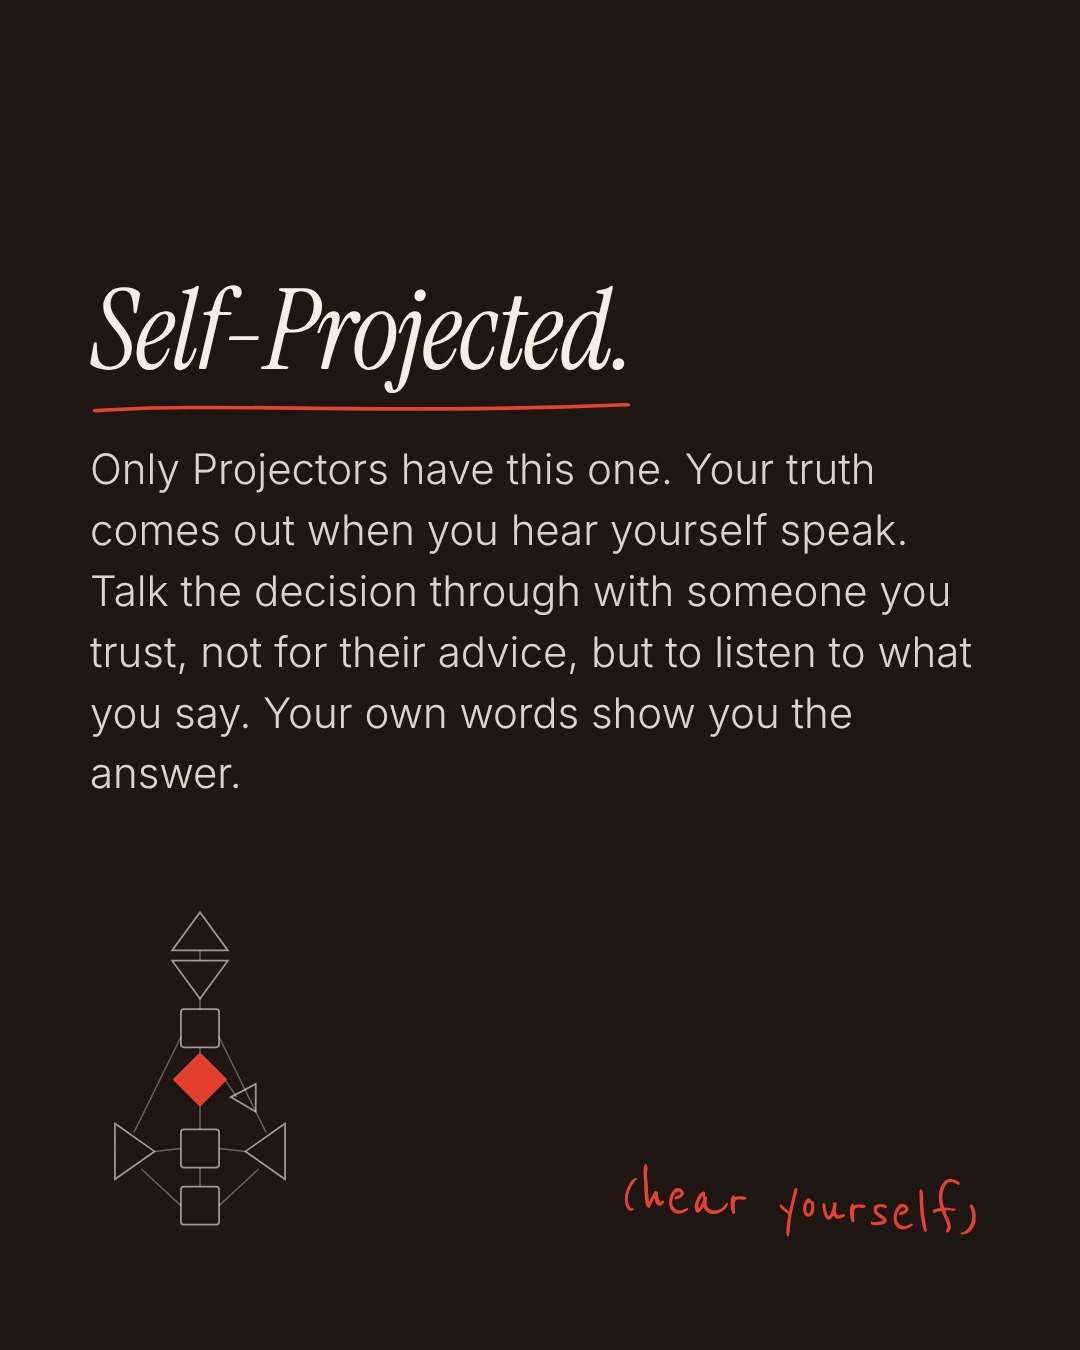 Self-Projected.
Only Projectors have this one. Your truth
comes out when you hear yourself speak.
Talk the decision through with someone you
trust, not for their advice, but to listen to what
you say. Your own words show you the
answer.
(hear yourself)